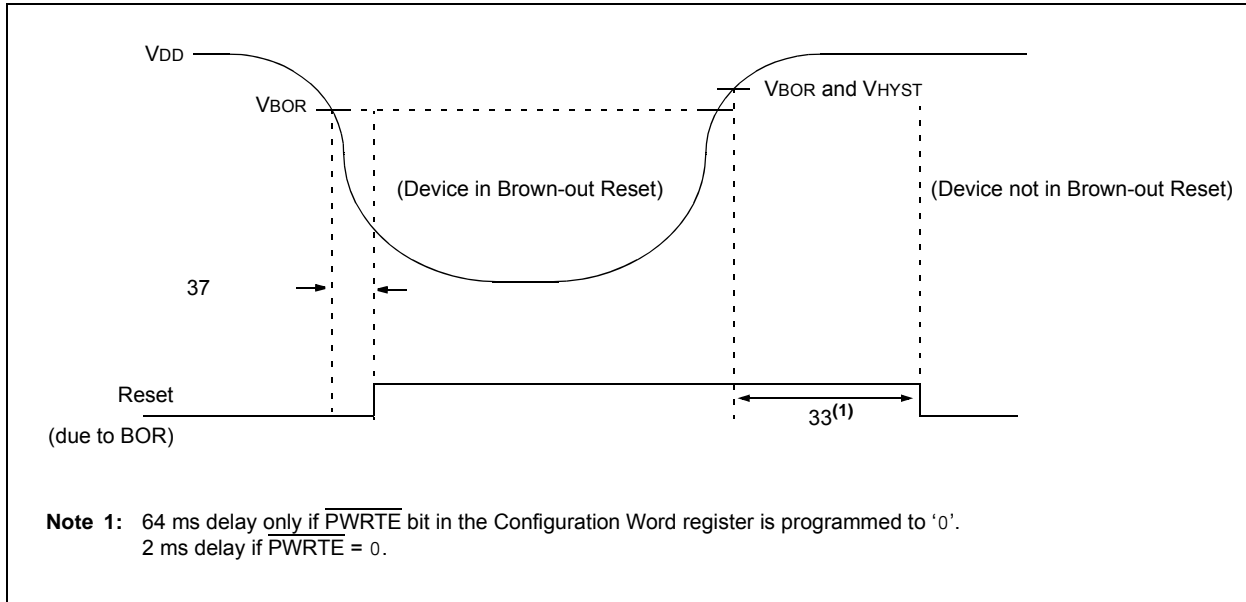 VDD
VBOR
VBOR and VHYST
(Device in Brown-out Reset)
(Device not in Brown-out Reset)
37
Reset
(due to BOR)
33(1)
Note 1: 64 ms delay only if PWRTE bit in the Configuration Word register is programmed to ‘0’.
2 ms delay if PWRTE = 0.